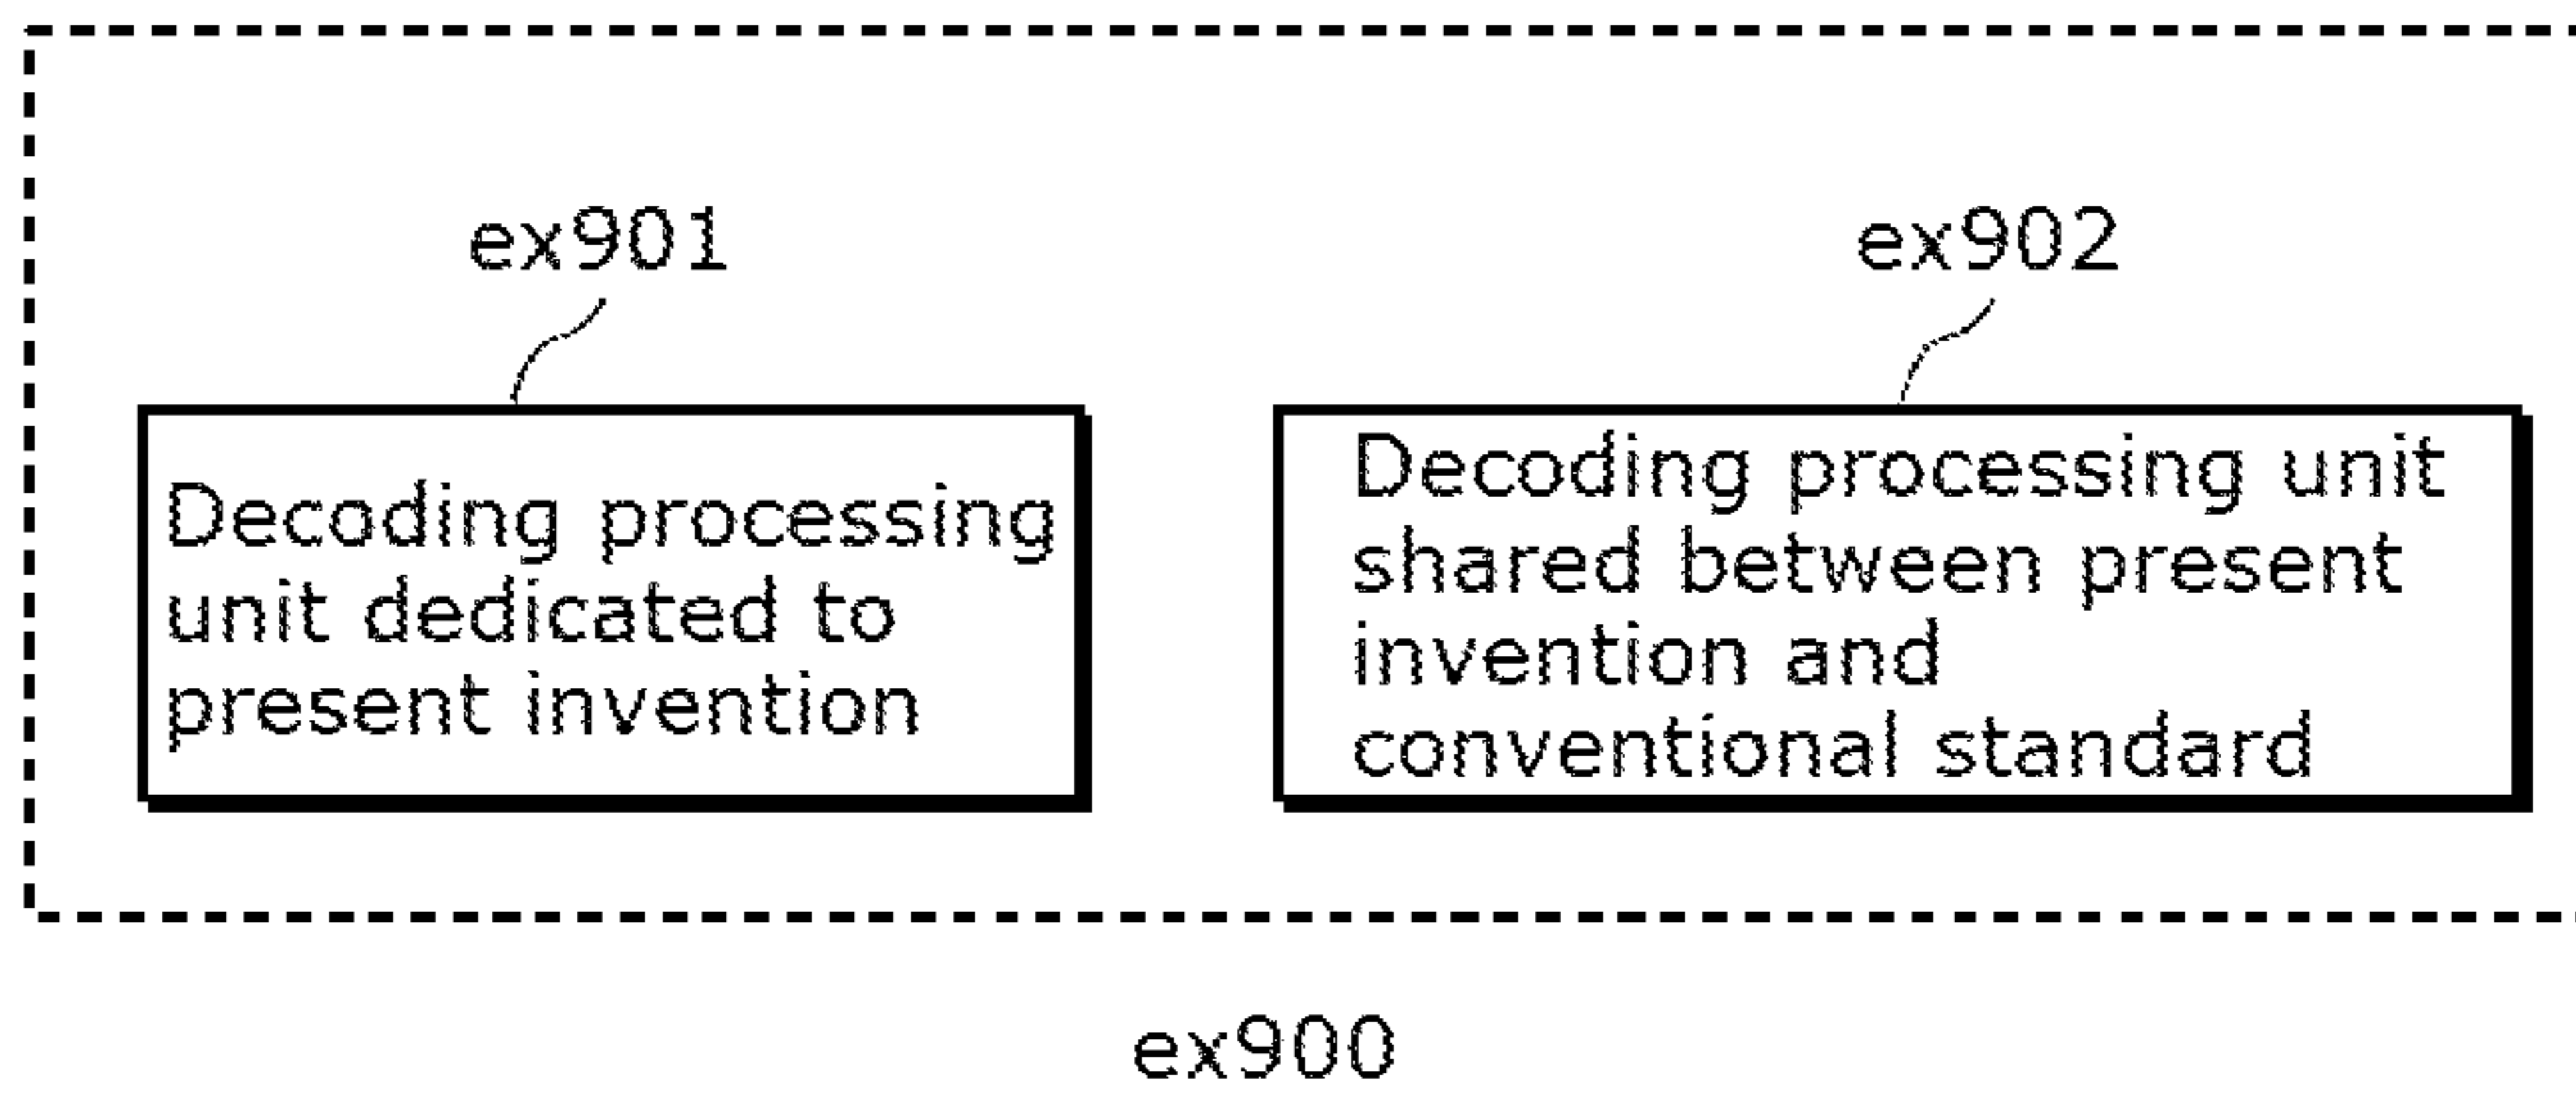 ex901
ex902
Decoding processing
unit dedicated to
present invention
Decoding processing unit
shared between present
invention and
conventional standard
ex900